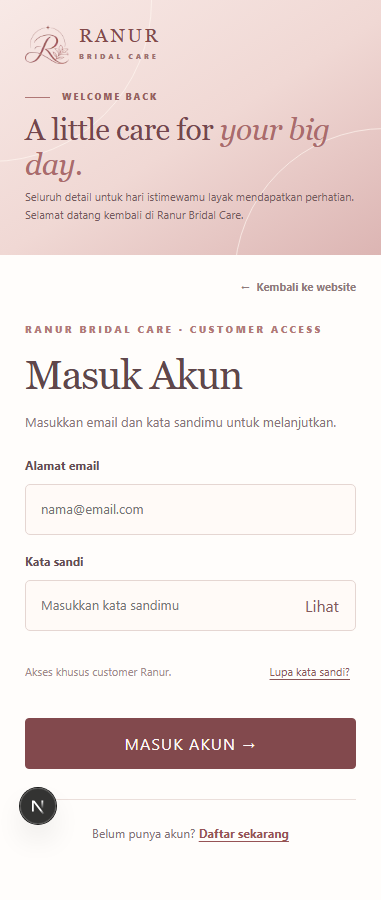 RANUR
BRIDAL CARE
WELCOME BACK
A little care for your big
day.
Seluruh detail untuk hari istimewamu layak mendapatkan perhatian.
Selamat datang kembali di Ranur Bridal Care.
← Kembali ke website
RANUR BRIDAL CARE • CUSTOMER ACCESS
Masuk Akun
Masukkan email dan kata sandimu untuk melanjutkan.
Alamat email
nama@email.com
Kata sandi
Masukkan kata sandimu Lihat
Akses khusus customer Ranur. Lupa kata sandi?
MASUK AKUN →
N
Belum punya akun? Daftar sekarang